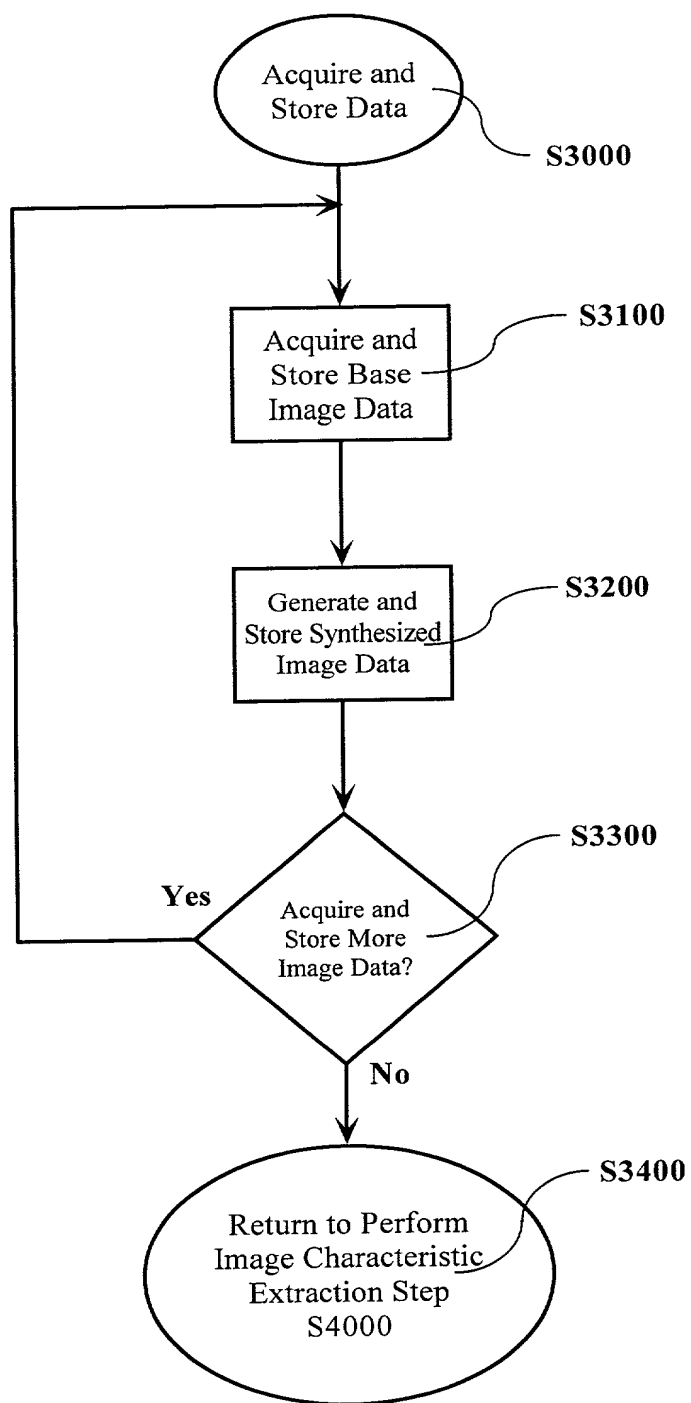 Acquire and
Store Data
S3000
S3100
Acquire and
Store Base
Image Data
S3200
Generate and
Store Synthesized
Image Data
S3300
Yes
Acquire and
Store More
Image Data?
No
S3400
Return to Perform
Image Characteristic
Extraction Step
S4000